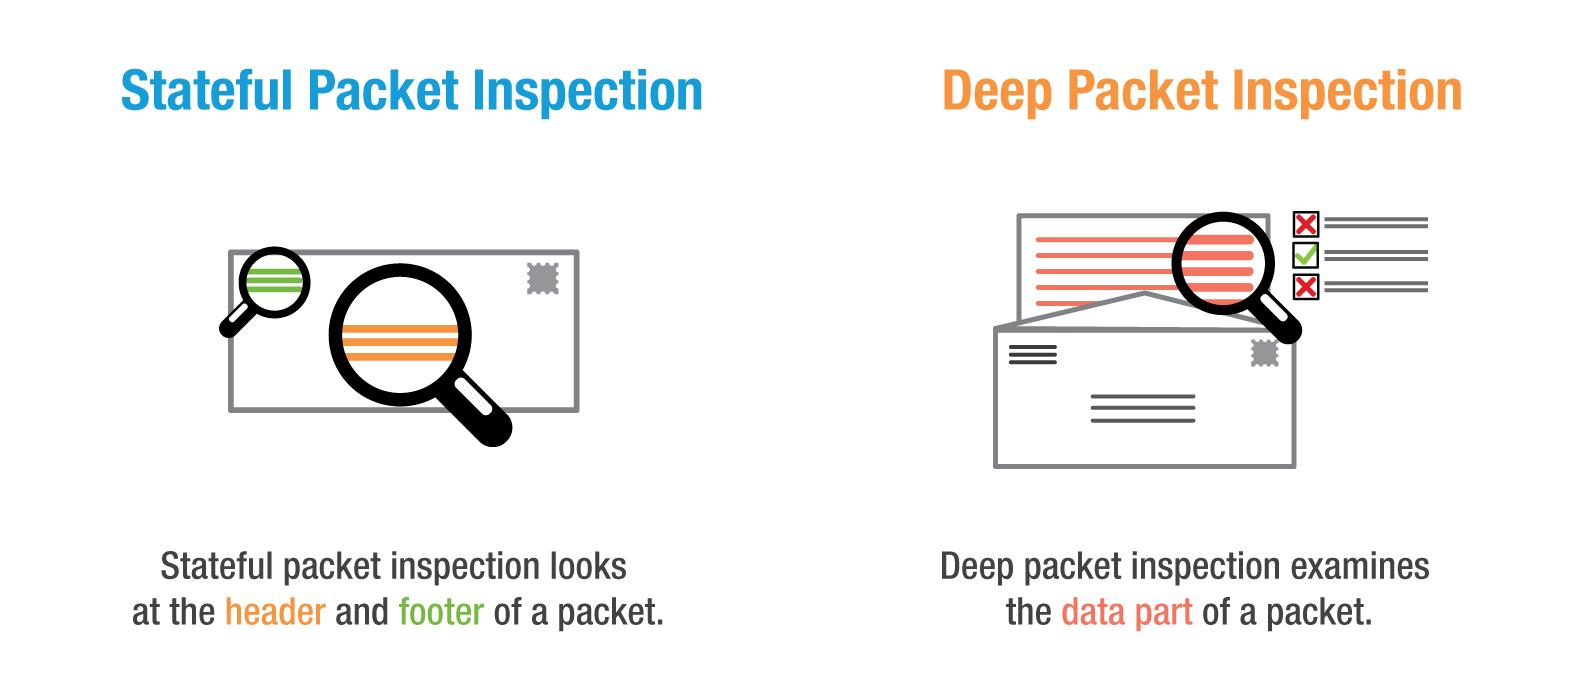 Stateful Packet Inspection
Deep Packet Inspection
Stateful packet inspection looks
at the header and footer of a packet.
Deep packet inspection examines
the data part of a packet.